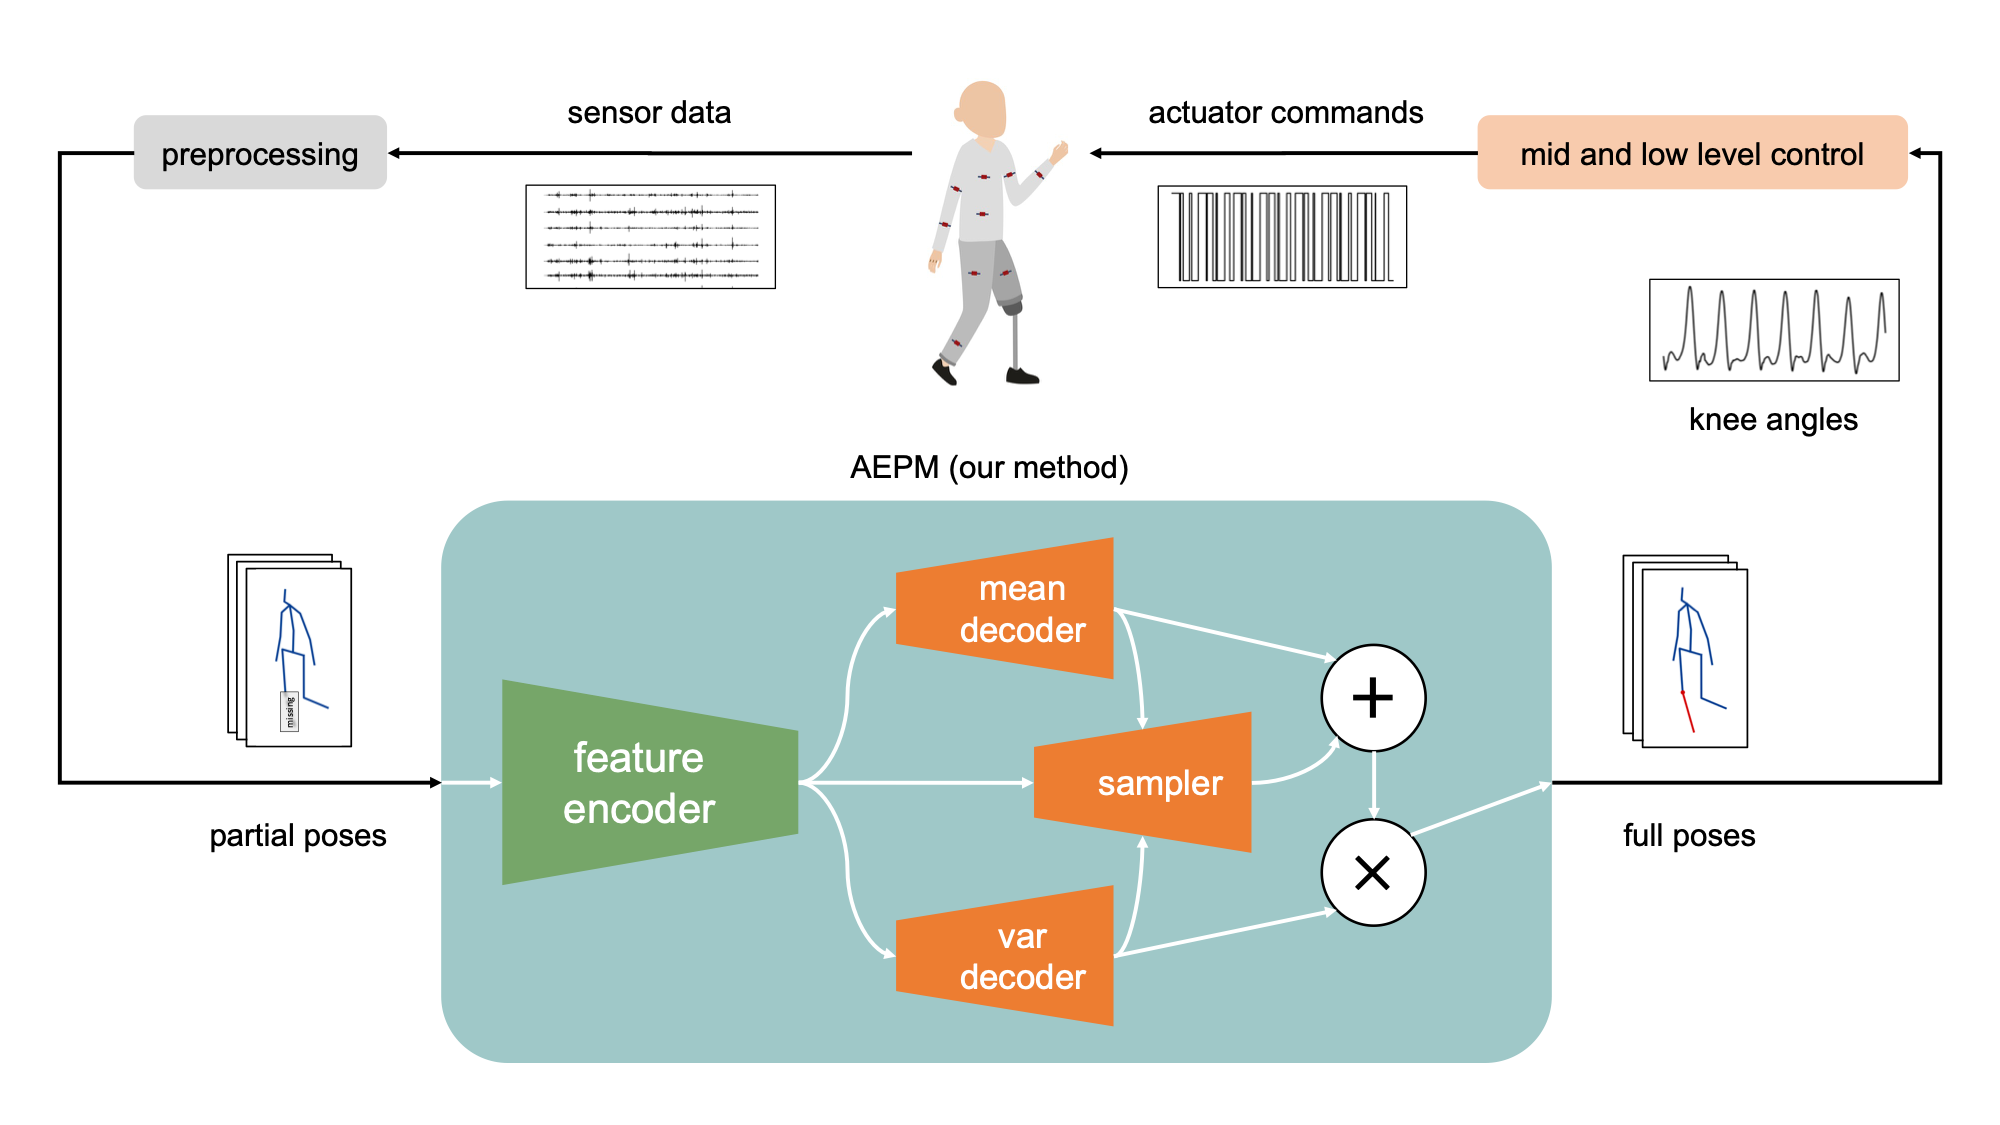 sensor data
actuator commands
preprocessing
mid and low level control
knee angles
AEPM (our method)
mean
decoder
missing
feature
encoder
sampler
+
×
partial poses
full poses
var
decoder